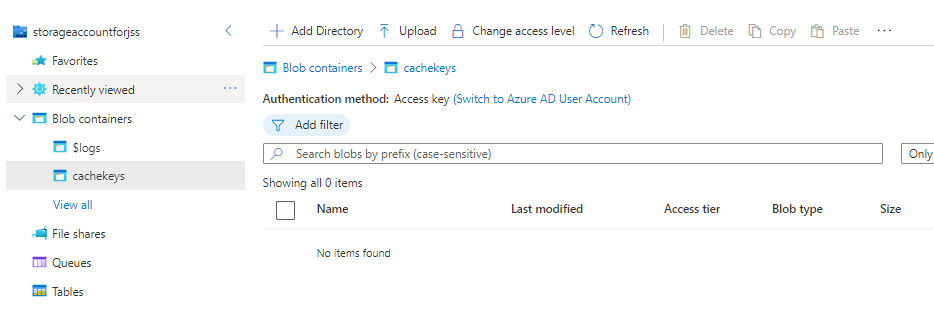 storageaccountforjss
Favorites
Recently viewed ...
Blob containers
$logs
cachekeys
View all
File shares
Queues
Tables
Add Directory Upload Change access level Refresh Delete Copy Paste ...
Blob containers > cachekeys
Authentication method: Access key (Switch to Azure AD User Account)
Add filter
Search blobs by prefix (case-sensitive) Only
Showing all 0 items
Name Last modified Access tier Blob type Size
No items found